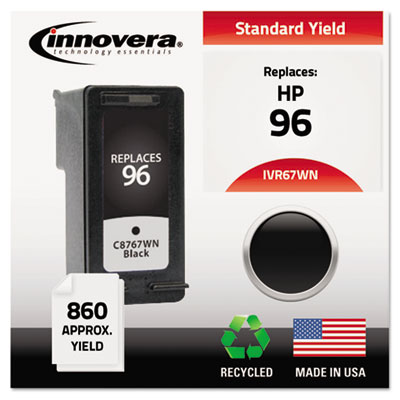 innovera®
technology essentials
Standard Yield
Replaces:
HP
96
IVR67WN
REPLACES
96
C8767WN
Black
860
APPROX.
YIELD
RECYCLED
MADE IN USA